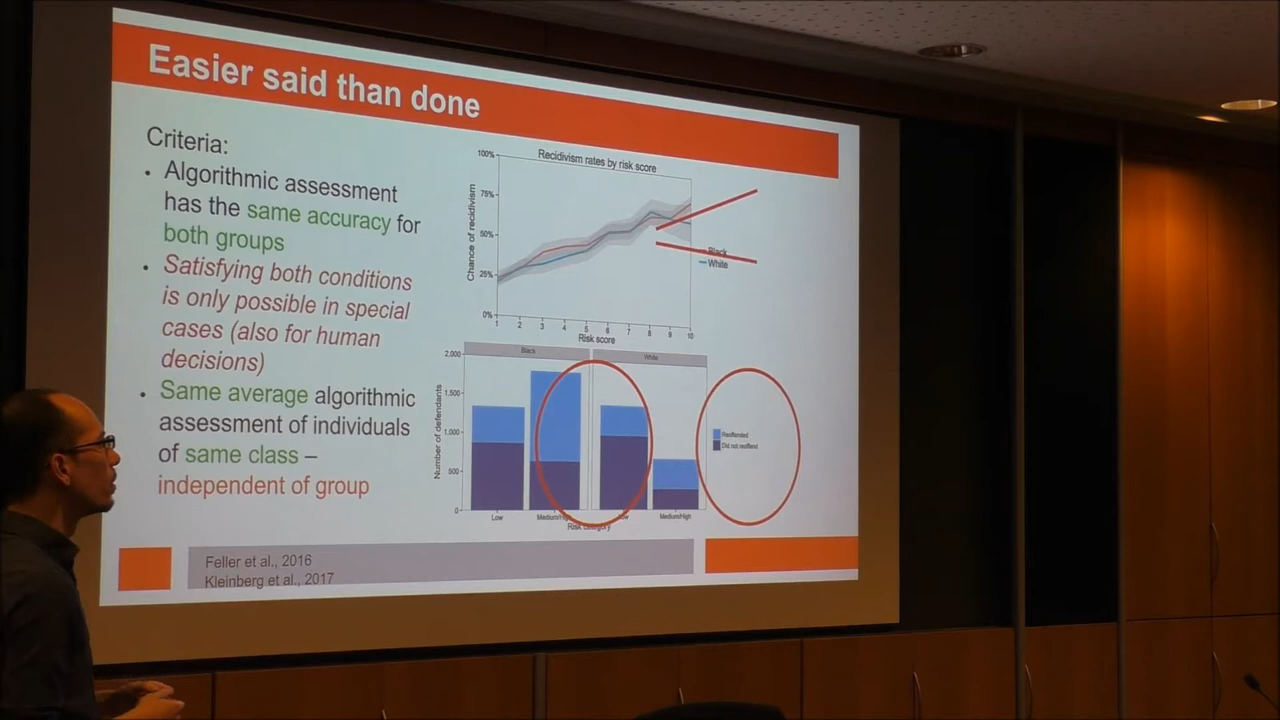 Easier said than done
Criteria:
• Algorithmic assessment
has the same accuracy for
both groups
• Satisfying both conditions
is only possible in special
cases (also for human
decisions)
• Same average algorithmic
assessment of individuals
of same class –
independent of group
Recidivism rates by risk score
Chance of recidivism
100%
75%
50%
25%
0%
1 2 3 4 5 6 7 8 9 10
Risk score
Black
White
Black White
Number of defendants
2,000
1,500
1,000
500
0
Low Medium/High Low Medium/High
Risk category
Reoffended
Did not reoffend
Feller et al., 2016
Kleinberg et al., 2017